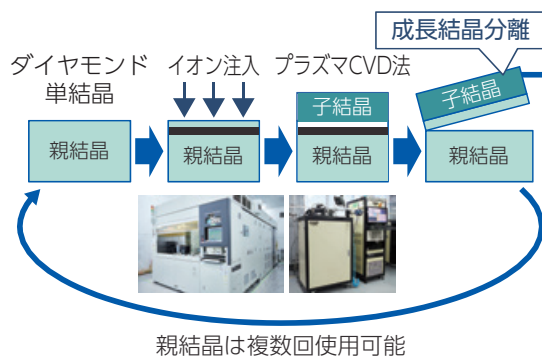 成長結晶分離
ダイヤモンド
単結晶
イオン注入
プラズマCVD法
親結晶
親結晶
子結晶
親結晶
子結晶
親結晶
親結晶は複数回使用可能